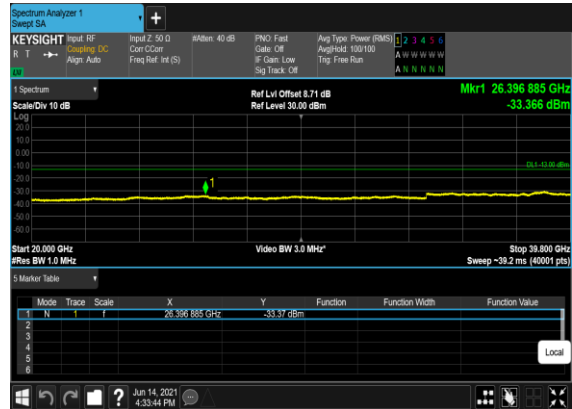 Spectrum Analyzer 1
Swept SA
+
KEYSIGHT Input: RF Input Z: 50 Ω #Atten: 40 dB PNO: Fast Avg Type: Power (RMS) 1 2 3 4 5 6
R T Coupling: DC Corr CCorr Gate: Off Avg|Hold: 100/100 A W W W W W
Align: Auto Freq Ref: Int (S) IF Gain: Low Trig: Free Run
Sig Track: Off A N N N N N
1 Spectrum Ref Lvl Offset 8.71 dB Mkr1 26.396 885 GHz
Scale/Div 10 dB Ref Level 30.00 dBm -33.366 dBm
Log
20.0
10.0
0.00
-10.0 DL1 -13.00 dBm
-20.0
1
-30.0
-40.0
-50.0
-60.0
Start 20.000 GHz Video BW 3.0 MHz* Stop 39.800 GHz
#Res BW 1.0 MHz Sweep ~39.2 ms (40001 pts)
5 Marker Table
Mode Trace Scale X Y Function Function Width Function Value
1 N 1 f 26.396 885 GHz -33.37 dBm
2
3
4
5
6
Local
? Jun 14, 2021
4:33:44 PM